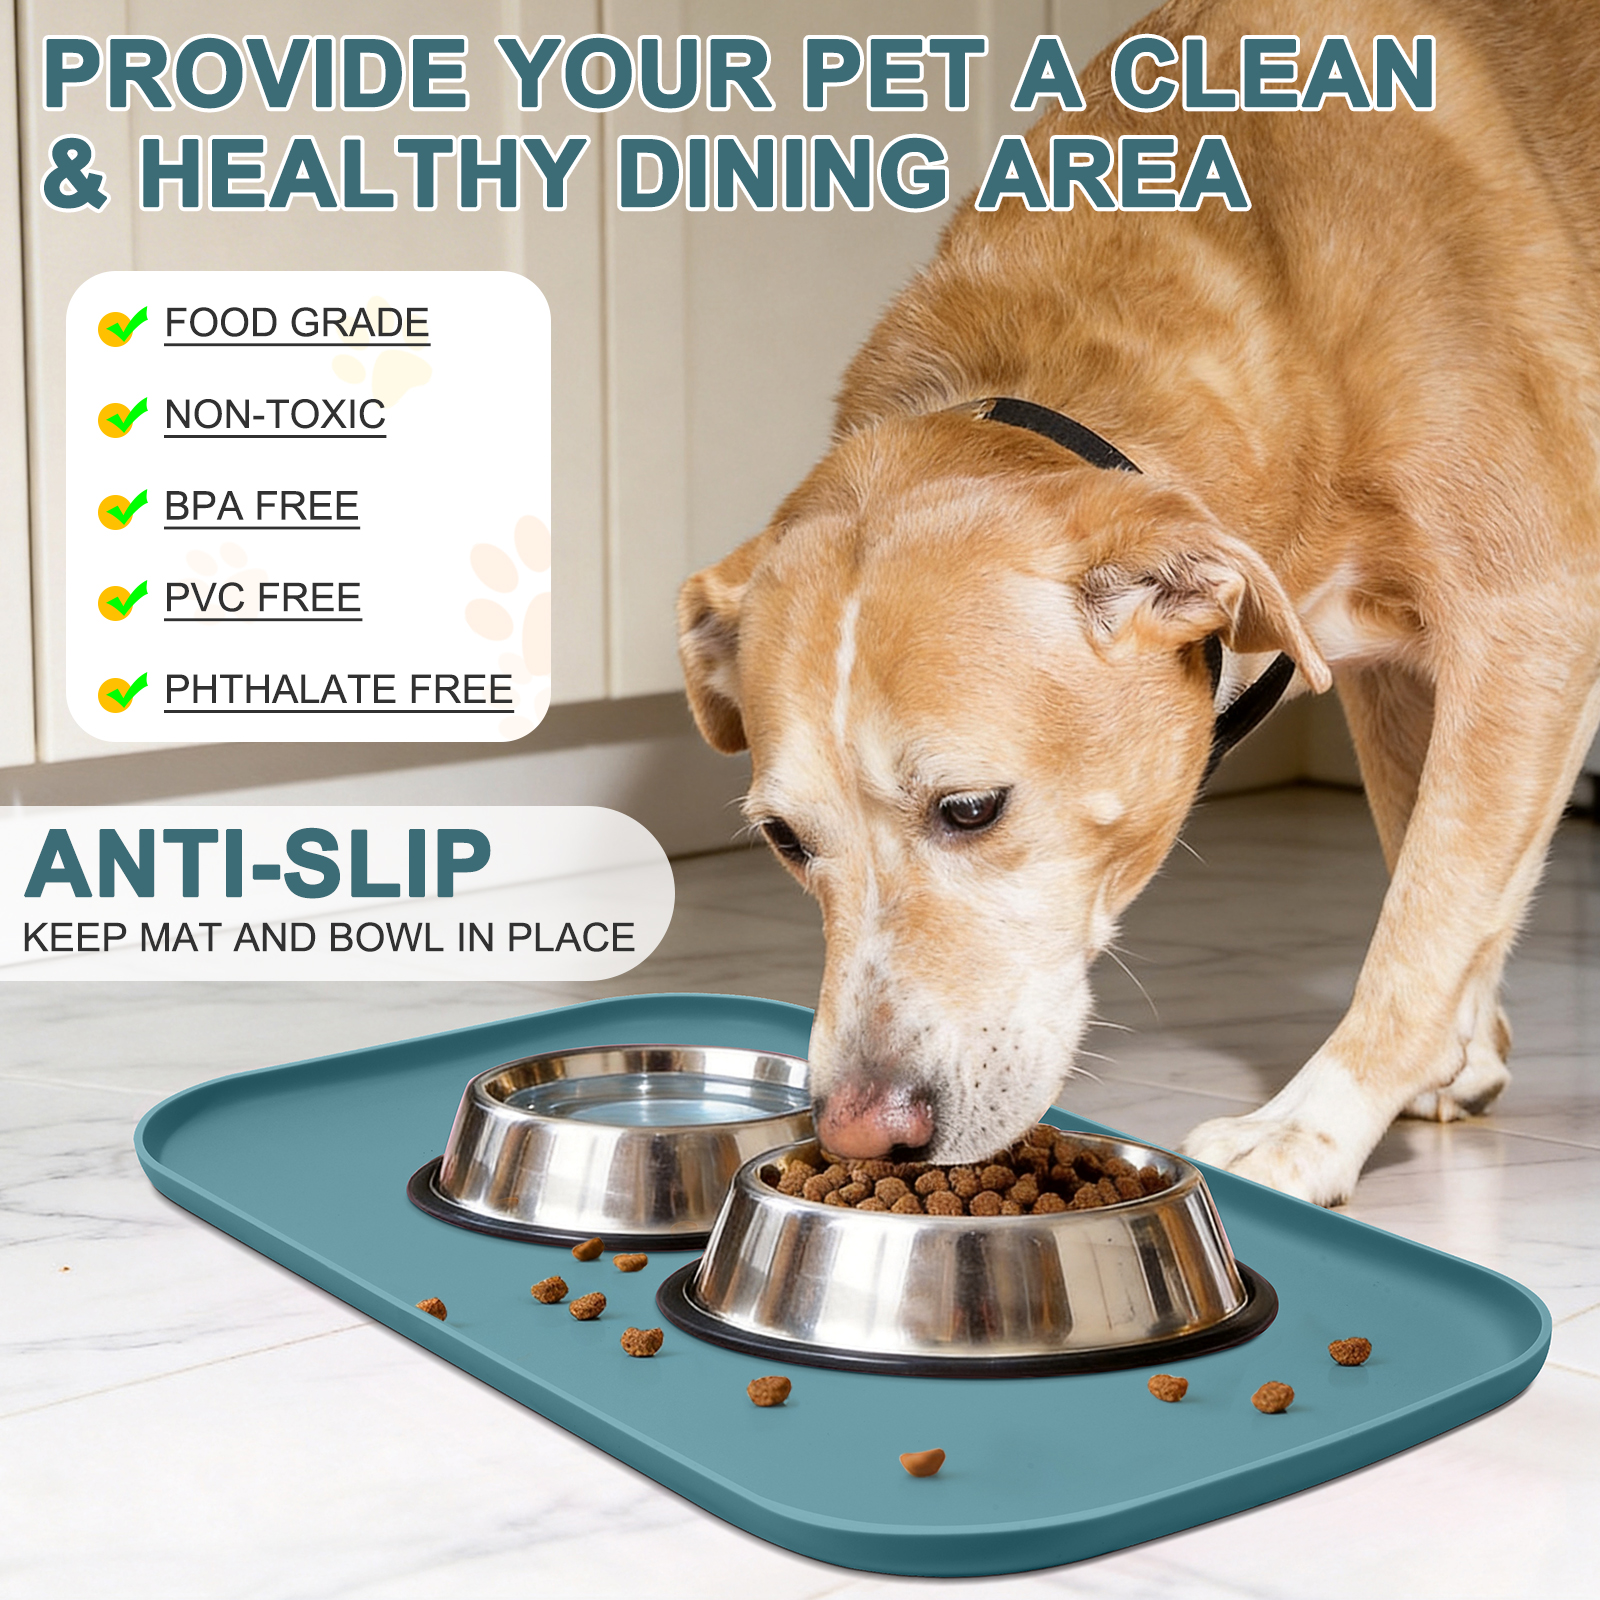 PROVIDE YOUR PET A CLEAN
& HEALTHY DINING AREA
FOOD GRADE
NON-TOXIC
BPA FREE
PVC FREE
PHTHALATE FREE
ANTI-SLIP
KEEP MAT AND BOWL IN PLACE